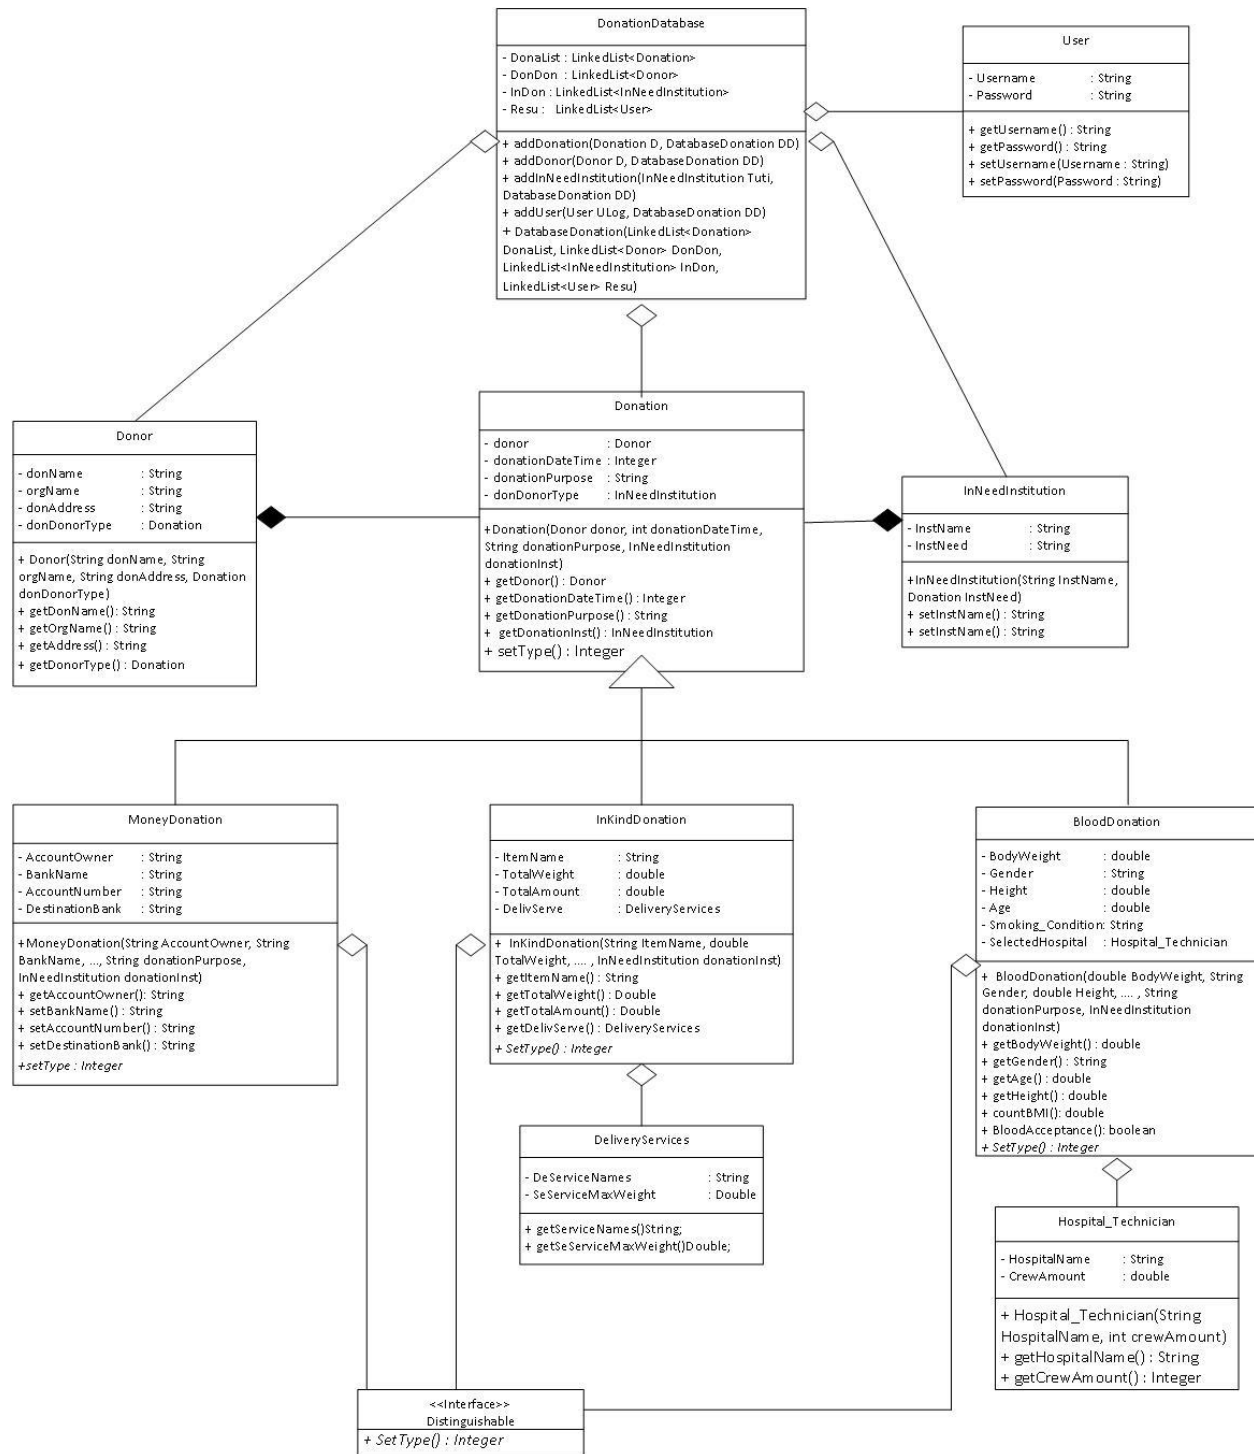 DonationDatabase
- DonaList : LinkedList<Donation>
- DonDon : LinkedList<Donor>
- InDon : LinkedList<InNeedInstitution>
- Resu : LinkedList<User>
+ addDonation(Donation D, DatabaseDonation DD)
+ addDonor(Donor D, DatabaseDonation DD)
+ addInNeedInstitution(InNeedInstitution Tuti,
DatabaseDonation DD)
+ addUser(User ULog, DatabaseDonation DD)
+ DatabaseDonation(LinkedList<Donation>
DonaList, LinkedList<Donor> DonDon,
LinkedList<InNeedInstitution> InDon,
LinkedList<User> Resu)
User
- Username : String
- Password : String
+ getUsername() : String
+ getPassword() : String
+ setUsername(Username : String)
+ setPassword(Password : String)
Donor
- donName : String
- orgName : String
- donAddress : String
- donDonorType : Donation
+ Donor(String donName, String
orgName, String donAddress, Donation
donDonorType)
+ getDonName(): String
+ getOrgName() : String
+ getAddress() : String
+ getDonorType() : Donation
Donation
- donor : Donor
- donationDateTime : Integer
- donationPurpose : String
- donDonorType : InNeedInstitution
+Donation(Donor donor, int donationDateTime,
String donationPurpose, InNeedInstitution
donationInst)
+ getDonor() : Donor
+ getDonationDateTime() : Integer
+ getDonationPurpose() : String
+ getDonationInst() : InNeedInstitution
+ setType() : Integer
InNeedInstitution
- InstName : String
- InstNeed : String
+InNeedInstitution(String InstName,
Donation InstNeed)
+ setInstName() : String
+ setInstName() : String
MoneyDonation
- AccountOwner : String
- BankName : String
- AccountNumber : String
- DestinationBank : String
+MoneyDonation(String AccountOwner, String
BankName, ..., String donationPurpose,
InNeedInstitution donationInst)
+ getAccountOwner(): String
+ setBankName() : String
+ setAccountNumber() : String
+ setDestinationBank() : String
+setType : Integer
InKindDonation
- ItemName : String
- TotalWeight : double
- TotalAmount : double
- DelivServe : DeliveryServices
+ InKindDonation(String ItemName, double
TotalWeight, .... , InNeedInstitution donationInst)
+ getItemName() : String
+ getTotalWeight() : Double
+ getTotalAmount() : Double
+ getDelivServe() : DeliveryServices
+ SetType() : Integer
BloodDonation
- BodyWeight : double
- Gender : String
- Height : double
- Age : double
- Smoking_Condition: String
- SelectedHospital : Hospital_Technician
+ BloodDonation(double BodyWeight, String
Gender, double Height, .... , String
donationPurpose, InNeedInstitution
donationInst)
+ getBodyWeight() : double
+ getGender() : String
+ getAge() : double
+ getHeight() : double
+ countBMI(): double
+ BloodAcceptance(): boolean
+ SetType() : Integer
DeliveryServices
- DeServiceNames : String
- SeServiceMaxWeight : Double
+ getServiceNames()String;
+ getSeServiceMaxWeight()Double;
Hospital_Technician
- HospitalName : String
- CrewAmount : double
+ Hospital_Technician(String
HospitalName, int crewAmount)
+ getHospitalName() : String
+ getCrewAmount() : Integer
<<Interface>>
Distinguishable
+ SetType() : Integer